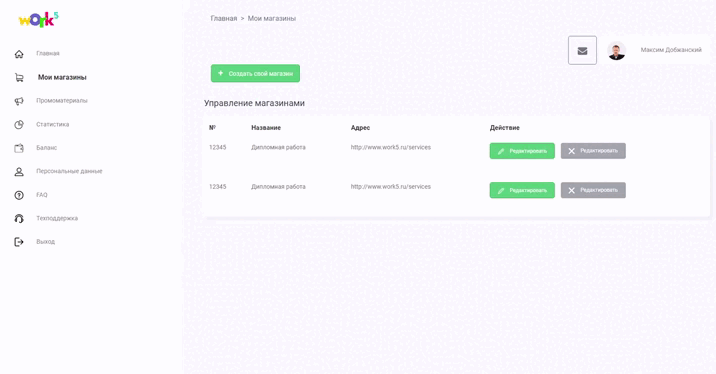 work5
Главная > Мои магазины
Максим Добжанский
Главная
Мои магазины
Промоматериалы
Статистика
Баланс
Персональные данные
FAQ
Техподдержка
Выход
+ Создать свой магазин
Управление магазинами
№ Название Адрес Действие
12345 Дипломная работа http://www.work5.ru/services Редактировать Редактировать
12345 Дипломная работа http://www.work5.ru/services Редактировать Редактировать